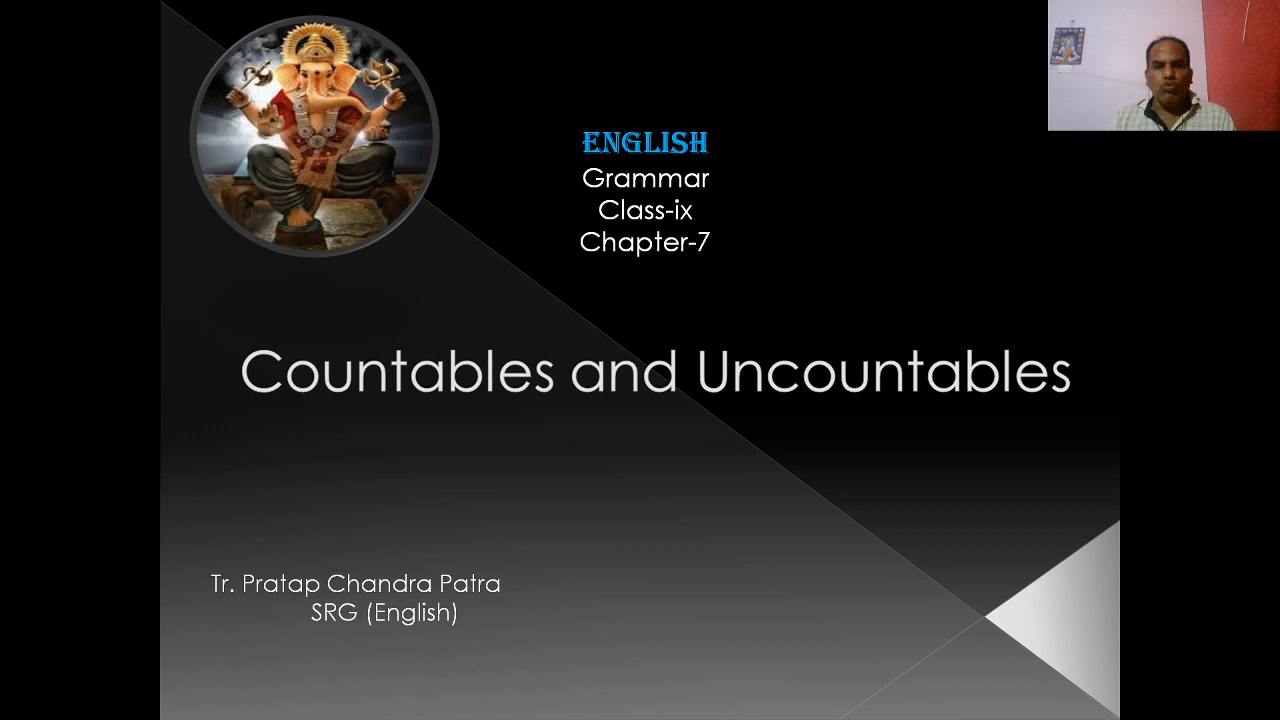 ENGLISH
Grammar
Class-ix
Chapter-7
Countables and Uncountables
Tr. Pratap Chandra Patra
SRG (English)